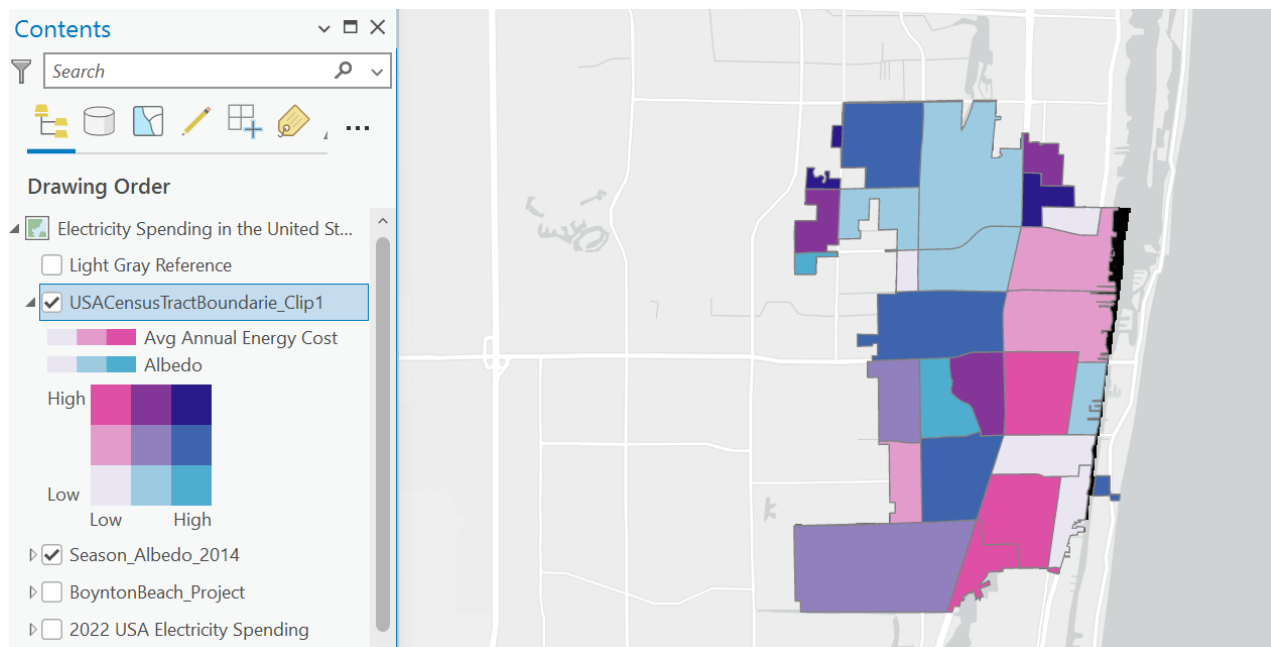 Contents
Search
Drawing Order
Electricity Spending in the United St...
Light Gray Reference
USACensusTractBoundarie_Clip1
Avg Annual Energy Cost
Albedo
High
Low
Low High
Season_Albedo_2014
BoyntonBeach_Project
2022 USA Electricity Spending